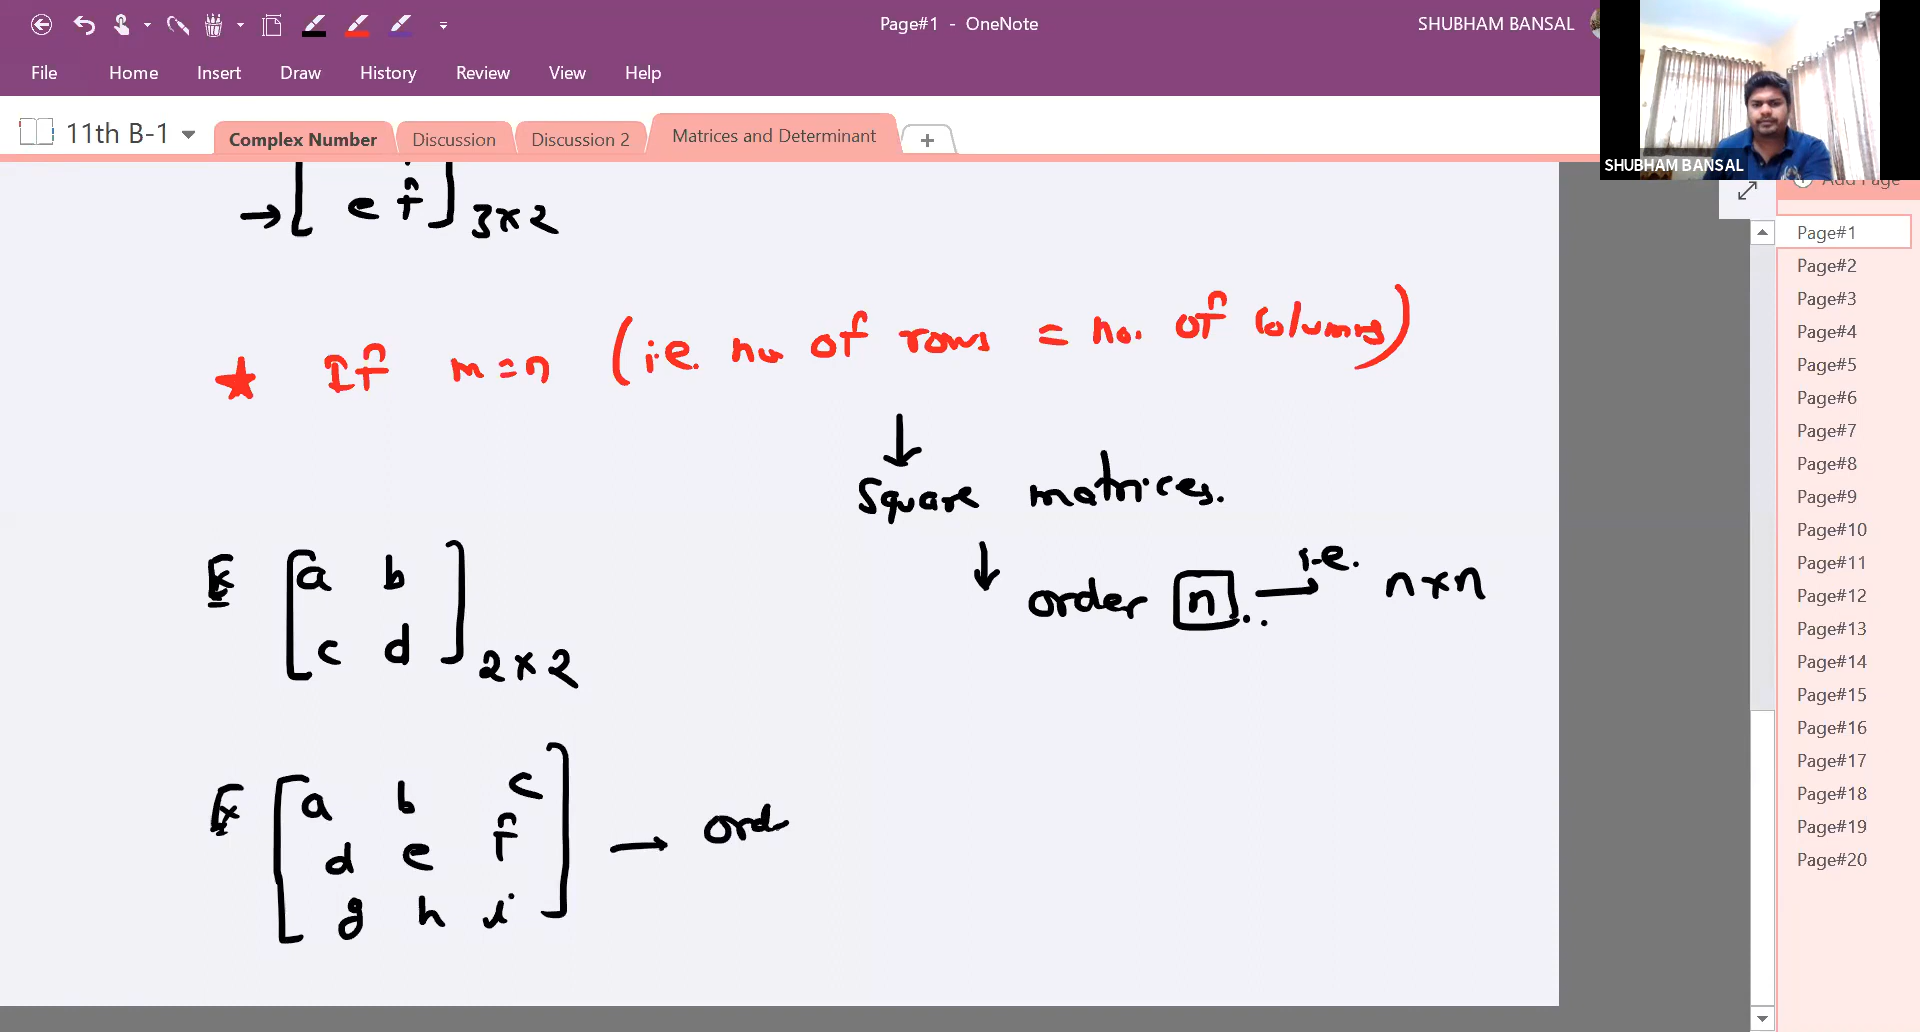 Page#1 - OneNote
SHUBHAM BANSAL
File Home Insert Draw History Review View Help
11th B-1 Complex Number Discussion Discussion 2 Matrices and Determinant +
SHUBHAM BANSAL
Add Page
→ [ e f ] 3×2
★ If m=n (i.e. no. of rows = no. of columns)
↓
Square matrices.
↓ order n .. → i.e. n×n
Ex [ a b
c d ] 2×2
Ex [ a b c
d e f
g h i ] → ord
Page#1
Page#2
Page#3
Page#4
Page#5
Page#6
Page#7
Page#8
Page#9
Page#10
Page#11
Page#12
Page#13
Page#14
Page#15
Page#16
Page#17
Page#18
Page#19
Page#20